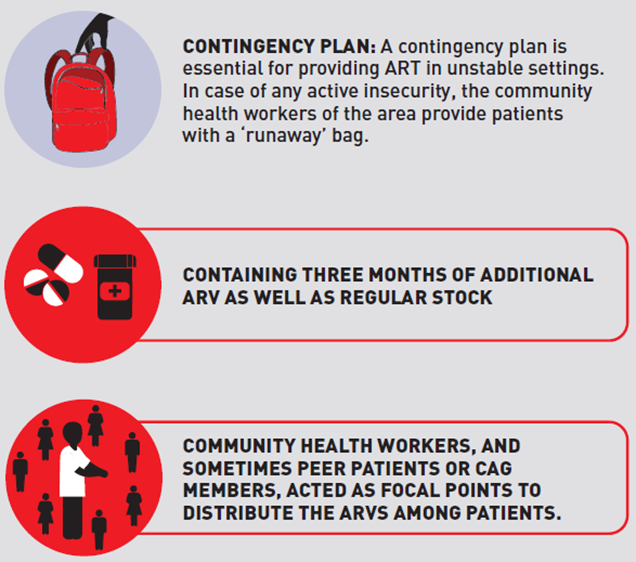 CONTINGENCY PLAN: A contingency plan is
essential for providing ART in unstable settings.
In case of any active insecurity, the community
health workers of the area provide patients
with a ‘runaway’ bag.
CONTAINING THREE MONTHS OF ADDITIONAL
ARV AS WELL AS REGULAR STOCK
COMMUNITY HEALTH WORKERS, AND
SOMETIMES PEER PATIENTS OR CAG
MEMBERS, ACTED AS FOCAL POINTS TO
DISTRIBUTE THE ARVS AMONG PATIENTS.